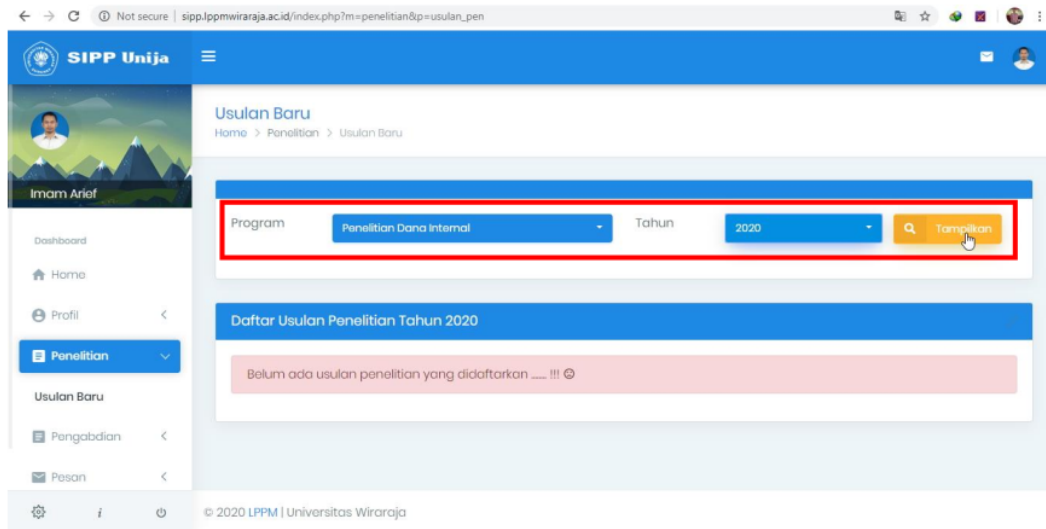 Not secure | sipp.lppmwiraraja.ac.id/index.php?m=penelitian&p=usulan_pen
SIPP Unija
Usulan Baru
Home > Penelitian > Usulan Baru
Imam Arief
Program
Penelitian Dana Internal
Tahun
2020
Tampilkan
Dashboard
Home
Profil
Penelitian
Usulan Baru
Pengabdian
Pesan
Daftar Usulan Penelitian Tahun 2020
Belum ada usulan penelitian yang didaftarkan ...... !!! ☹
© 2020 LPPM | Universitas Wiraraja